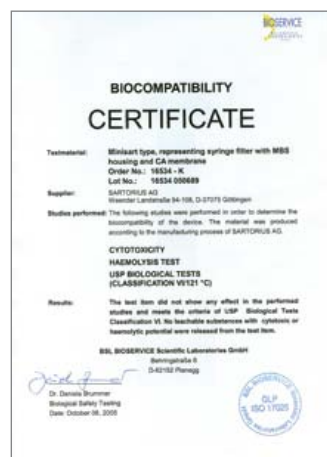 BIOSERVICE
BIOCOMPATIBILITY
CERTIFICATE
Testmaterial: Minisart type, representing syringe filter with MBS
housing and CA membrane
Order No.: 16534 - K
Lot No.: 16534 050689
Supplier: SARTORIUS AG
Weender Landstraße 94-108, D-37075 Göttingen
Studies performed: The following studies were performed in order to determine the
biocompatibility of the device. The material was produced
according to the manufacturing process of SARTORIUS AG.
CYTOTOXICITY
HAEMOLYSIS TEST
USP BIOLOGICAL TESTS
(CLASSIFICATION VI/121 °C)
Results: The test item did not show any effect in the performed
studies and meets the criteria of USP Biological Tests
Classification VI. No leachable substances with cytotoxic or
haemolytic potential were released from the test item.
BSL BIOSERVICE Scientific Laboratories GmbH
Behringstraße 6
D-82152 Planegg
Dr. Daniela Brummer
Biological Safety Testing
Date: October 06, 2005
BSL BIOSERVICE
GLP
ISO 17025